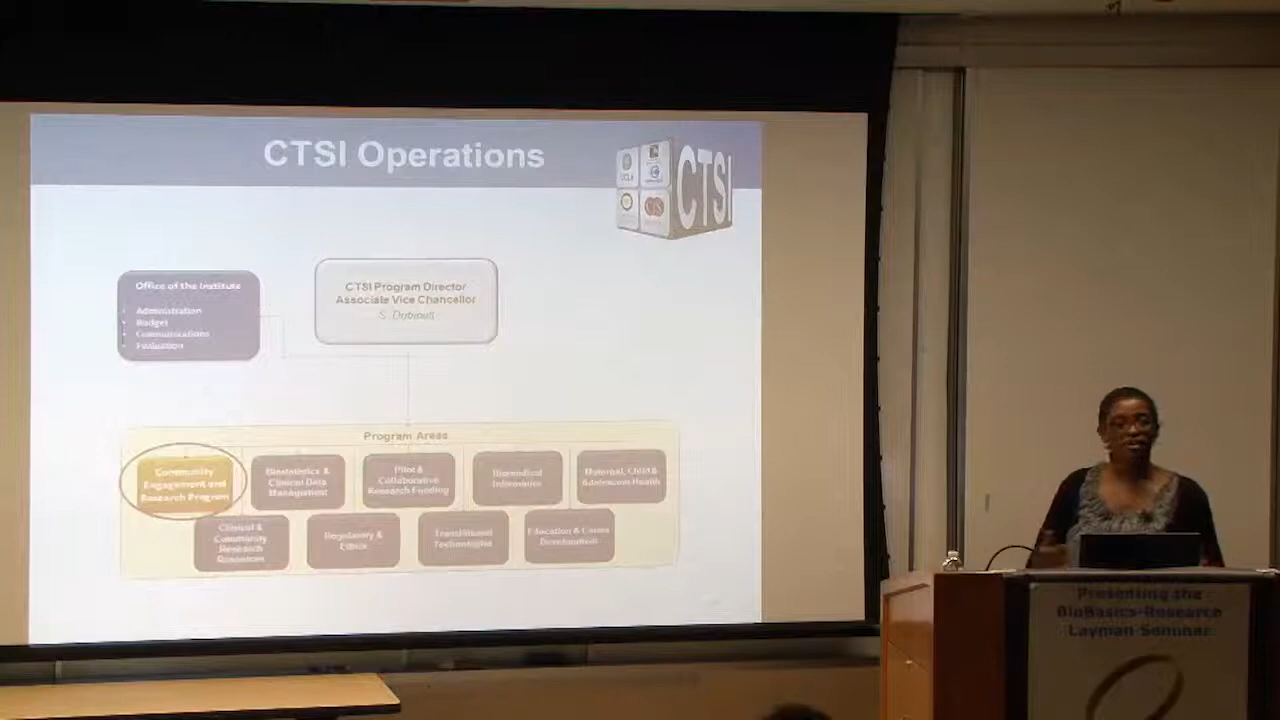 CTSI Operations
UCLA
CTSI
Office of the Institute
• Administration
• Budget
• Communications
• Evaluation
CTSI Program Director
Associate Vice Chancellor
S. Dubinett
Program Areas
Community
Engagement and
Research Program
Biostatistics &
Clinical Data
Management
Pilot &
Collaborative
Research Funding
Biomedical
Informatics
Maternal, Child &
Adolescent Health
Clinical &
Community
Research
Resources
Regulatory &
Ethics
Translational
Technologies
Education & Career
Development
Presenting the
BioBasics-Research
Layman Seminar